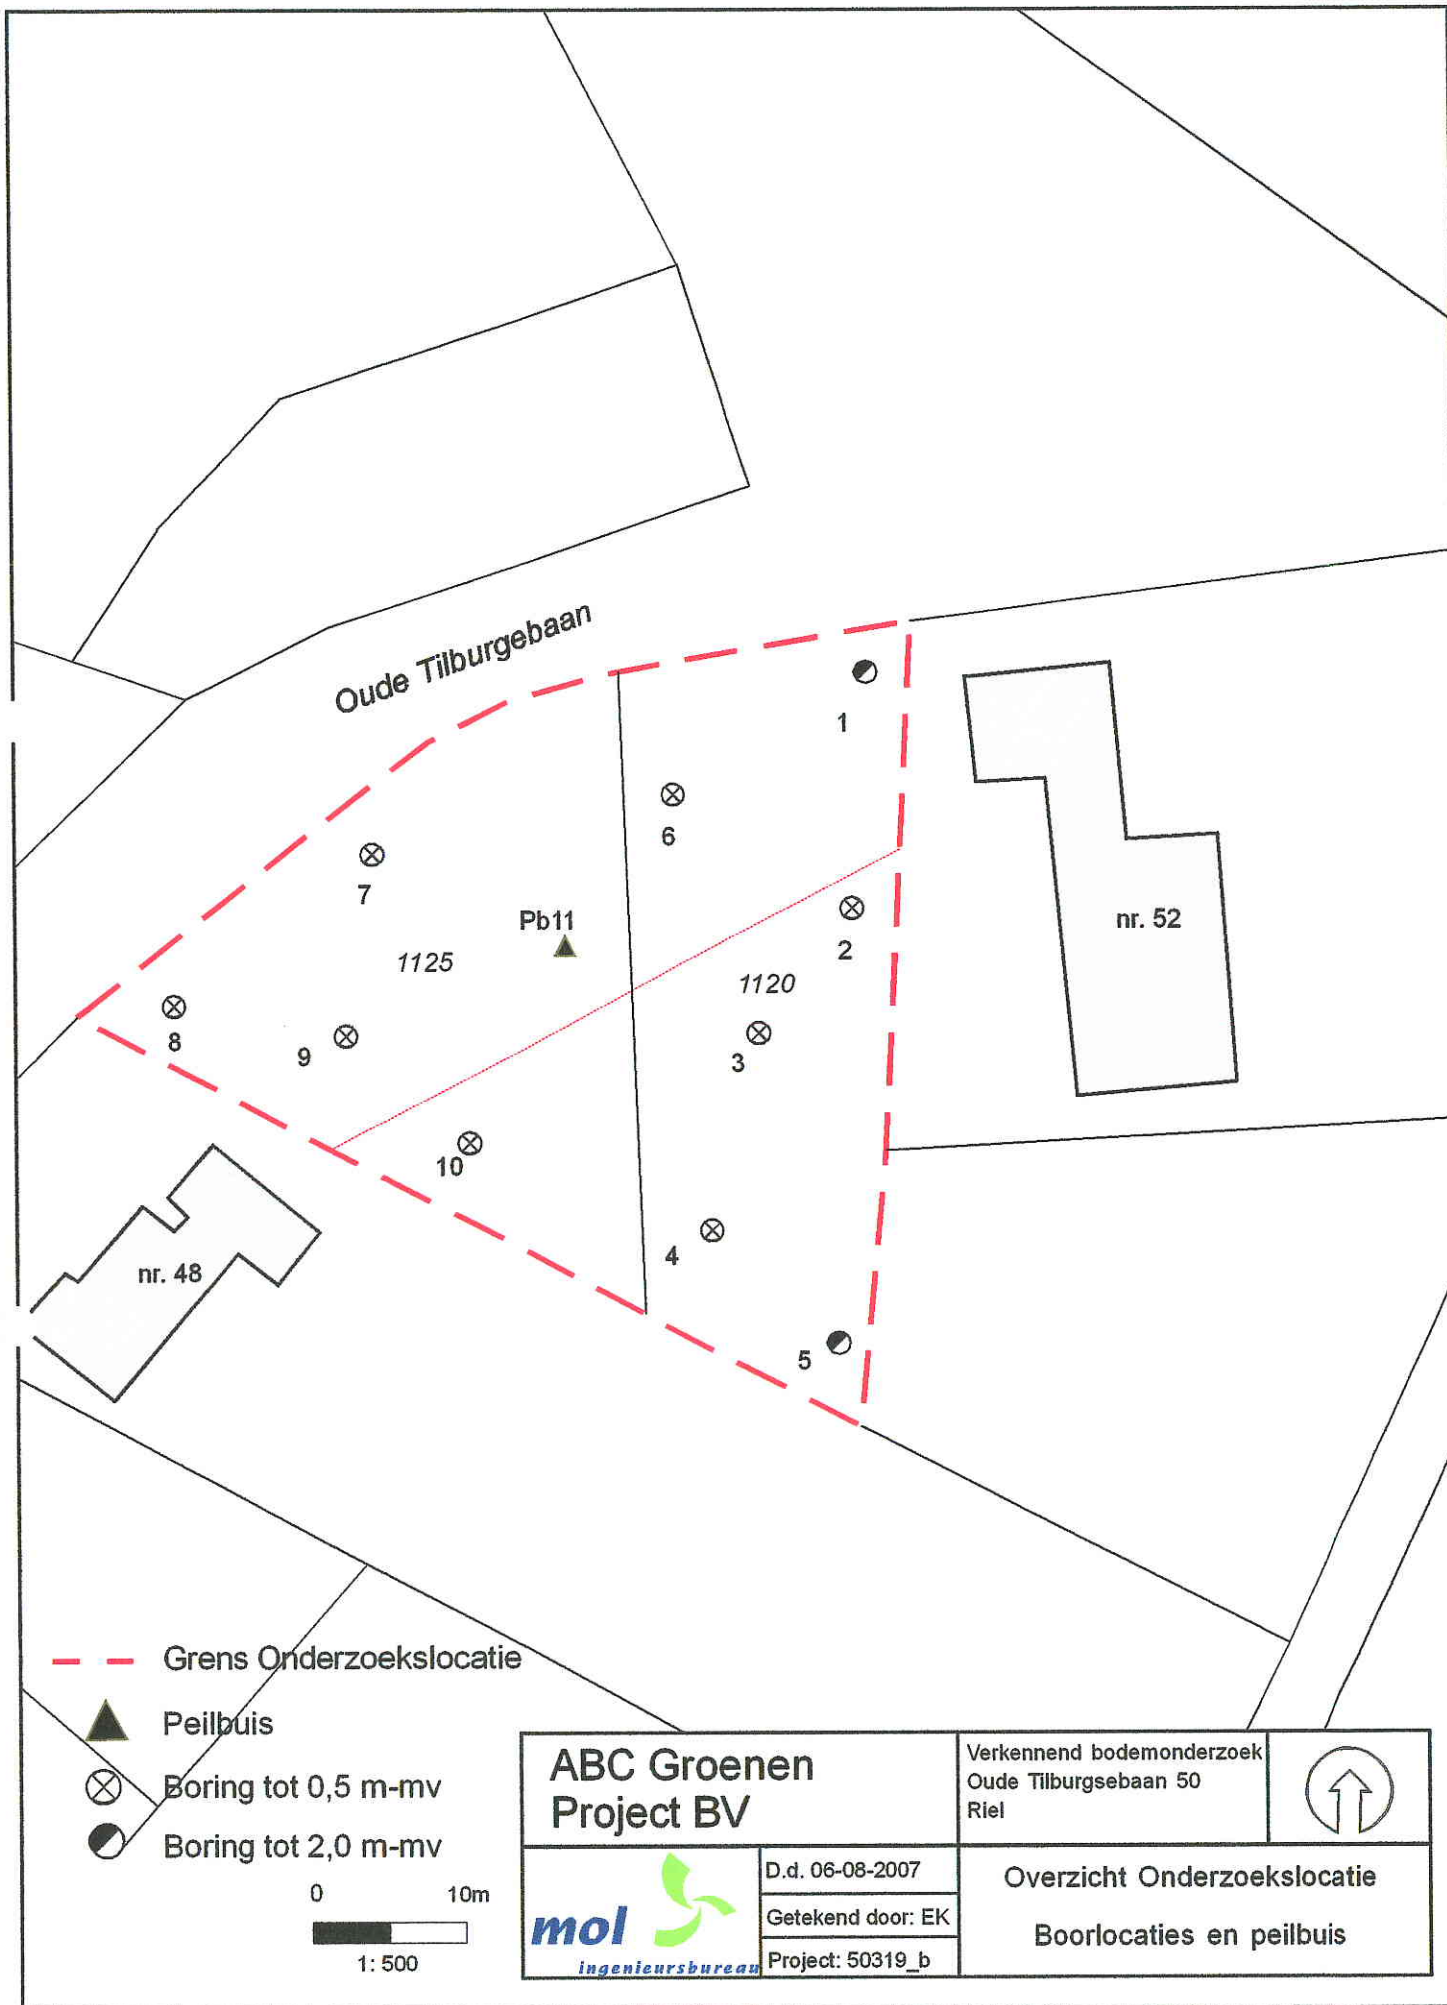 Oude Tilburgebaan
1
6
7
Pb11
2
nr. 52
1125
1120
8
9
3
10
4
nr. 48
5
Grens Onderzoekslocatie
Peilbuis
Boring tot 0,5 m-mv
Boring tot 2,0 m-mv
0 10m
1: 500
ABC Groenen
Project BV
Verkennend bodemonderzoek
Oude Tilburgsebaan 50
Riel
mol
ingenieursbureau
D.d. 06-08-2007
Getekend door: EK
Project: 50319_b
Overzicht Onderzoekslocatie
Boorlocaties en peilbuis